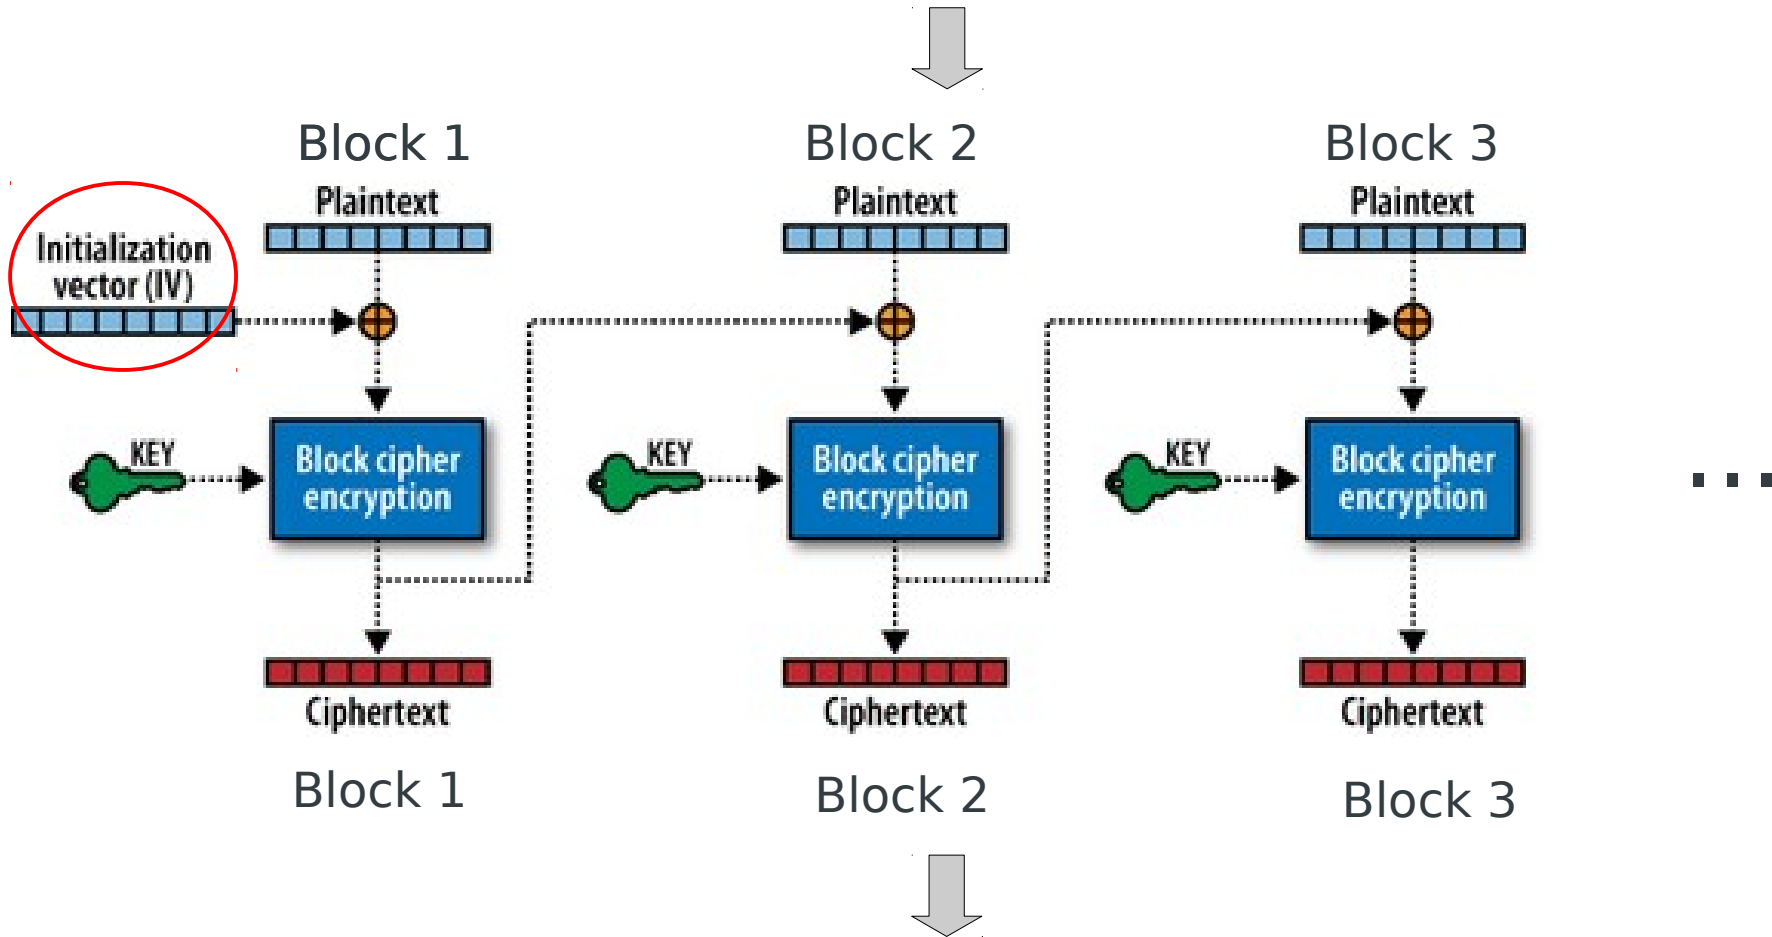 Block 1
Block 2
Block 3
Plaintext
Plaintext
Plaintext
Initialization
vector (IV)
KEY
Block cipher
encryption
KEY
Block cipher
encryption
KEY
Block cipher
encryption
...
Ciphertext
Ciphertext
Ciphertext
Block 1
Block 2
Block 3